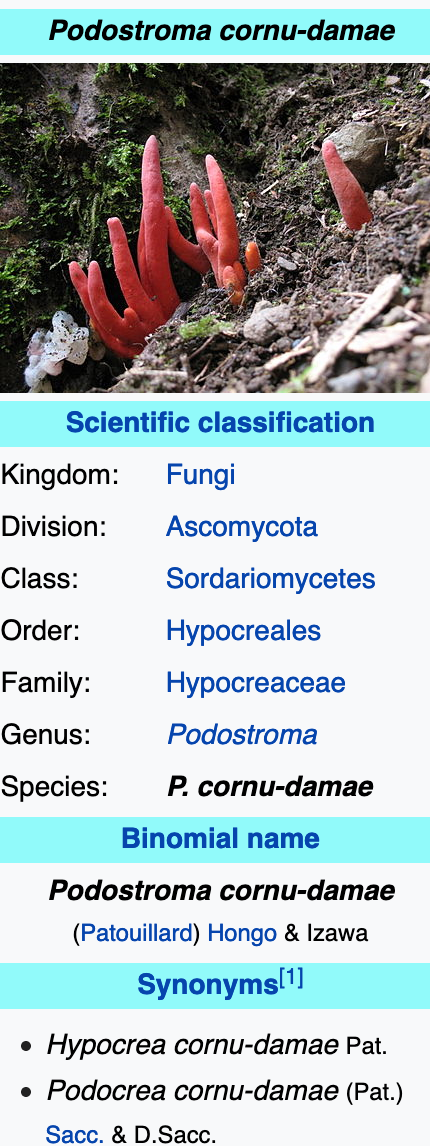 Podostroma cornu-damae
Scientific classification
Kingdom: Fungi
Division: Ascomycota
Class: Sordariomycetes
Order: Hypocreales
Family: Hypocreaceae
Genus: Podostroma
Species: P. cornu-damae
Binomial name
Podostroma cornu-damae
(Patouillard) Hongo & Izawa
Synonyms[1]
• Hypocrea cornu-damae Pat.
• Podocrea cornu-damae (Pat.)
Sacc. & D.Sacc.